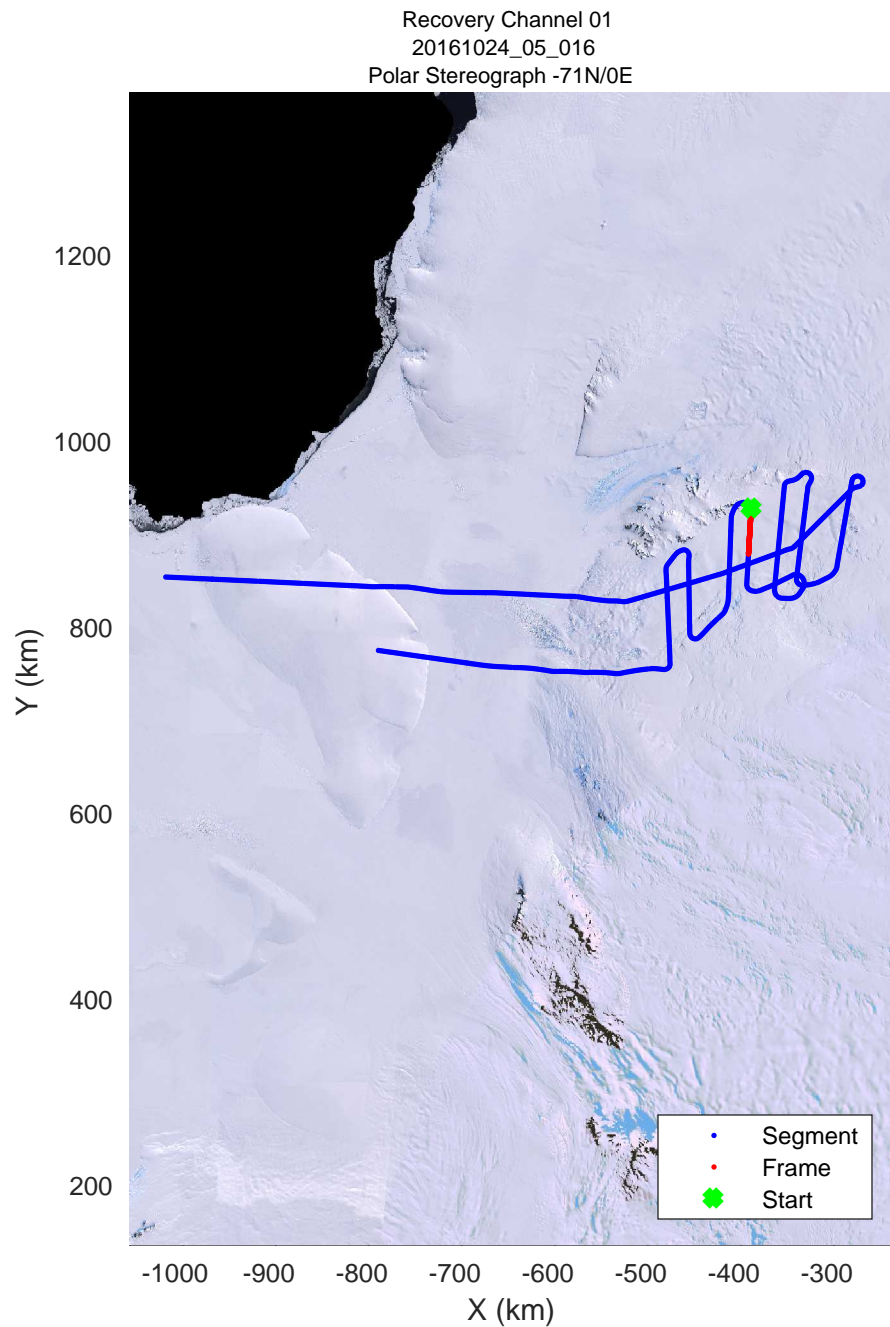 Recovery Channel 01
20161024_05_016
Polar Stereograph -71N/0E
1200
1000
800
600
400
200
Y (km)
Segment
Frame
Start
-1000 -900 -800 -700 -600 -500 -400 -300
X (km)